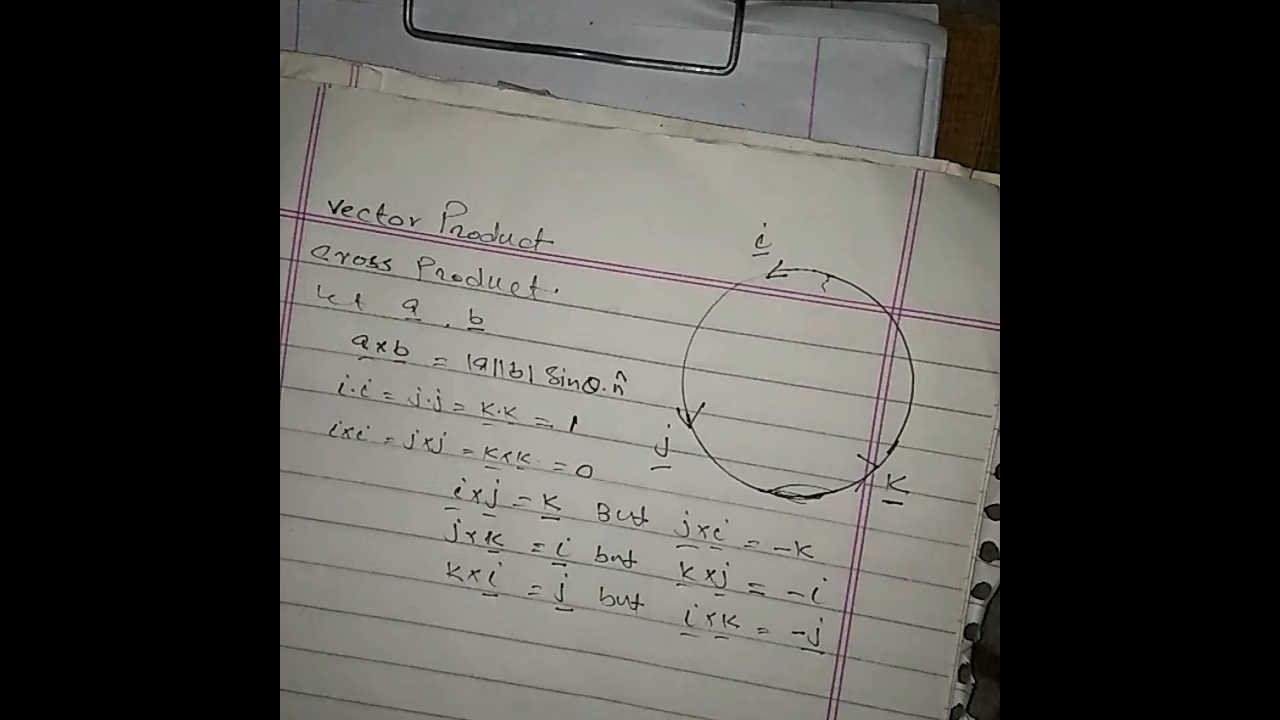 Vector Product
Cross Product.
Let a, b
a×b = |a||b| Sinθ.n̂
i.i = j.j = k.k = 1
i×i = j×j = k×k = 0
i×j = k But j×i = -k
j×k = i but k×j = -i
k×i = j but i×k = -j
i
j
k